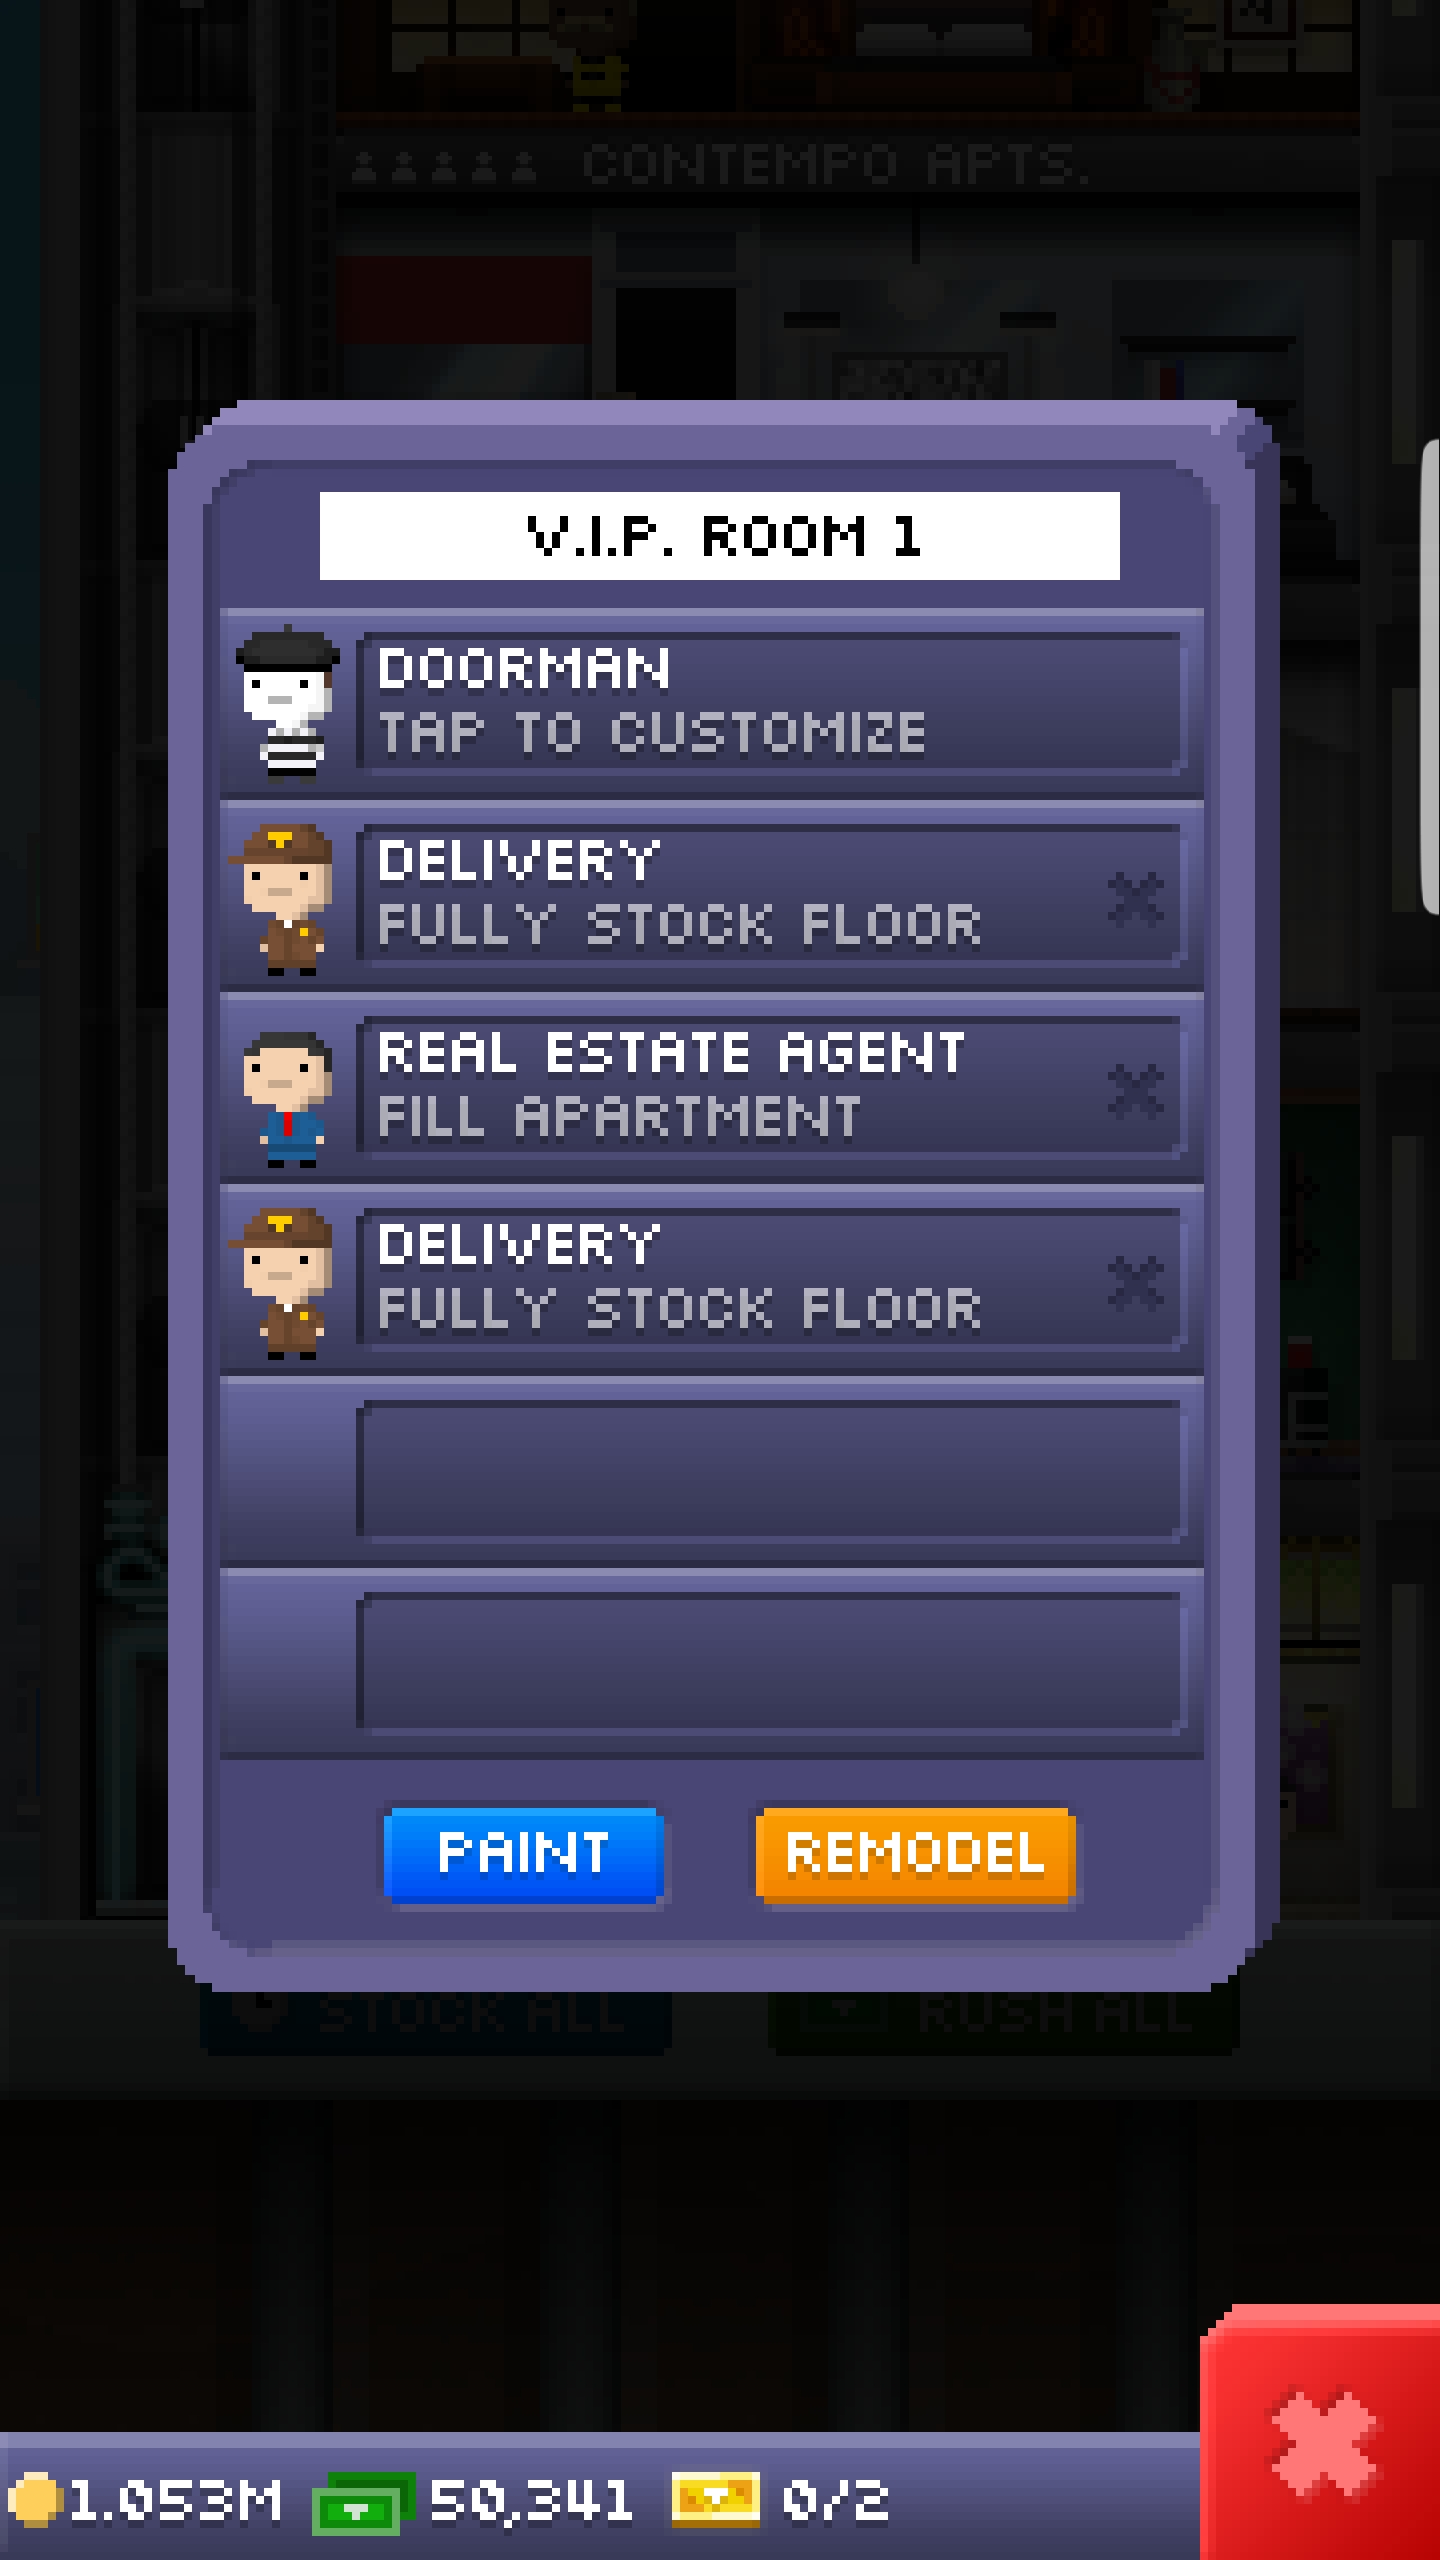 CONTEMPO APTS.
V.I.P. ROOM 1
DOORMAN
TAP TO CUSTOMIZE
DELIVERY
FULLY STOCK FLOOR
REAL ESTATE AGENT
FILL APARTMENT
DELIVERY
FULLY STOCK FLOOR
PAINT REMODEL
STOCK ALL RUSH ALL
1.053M 50,341 0/2